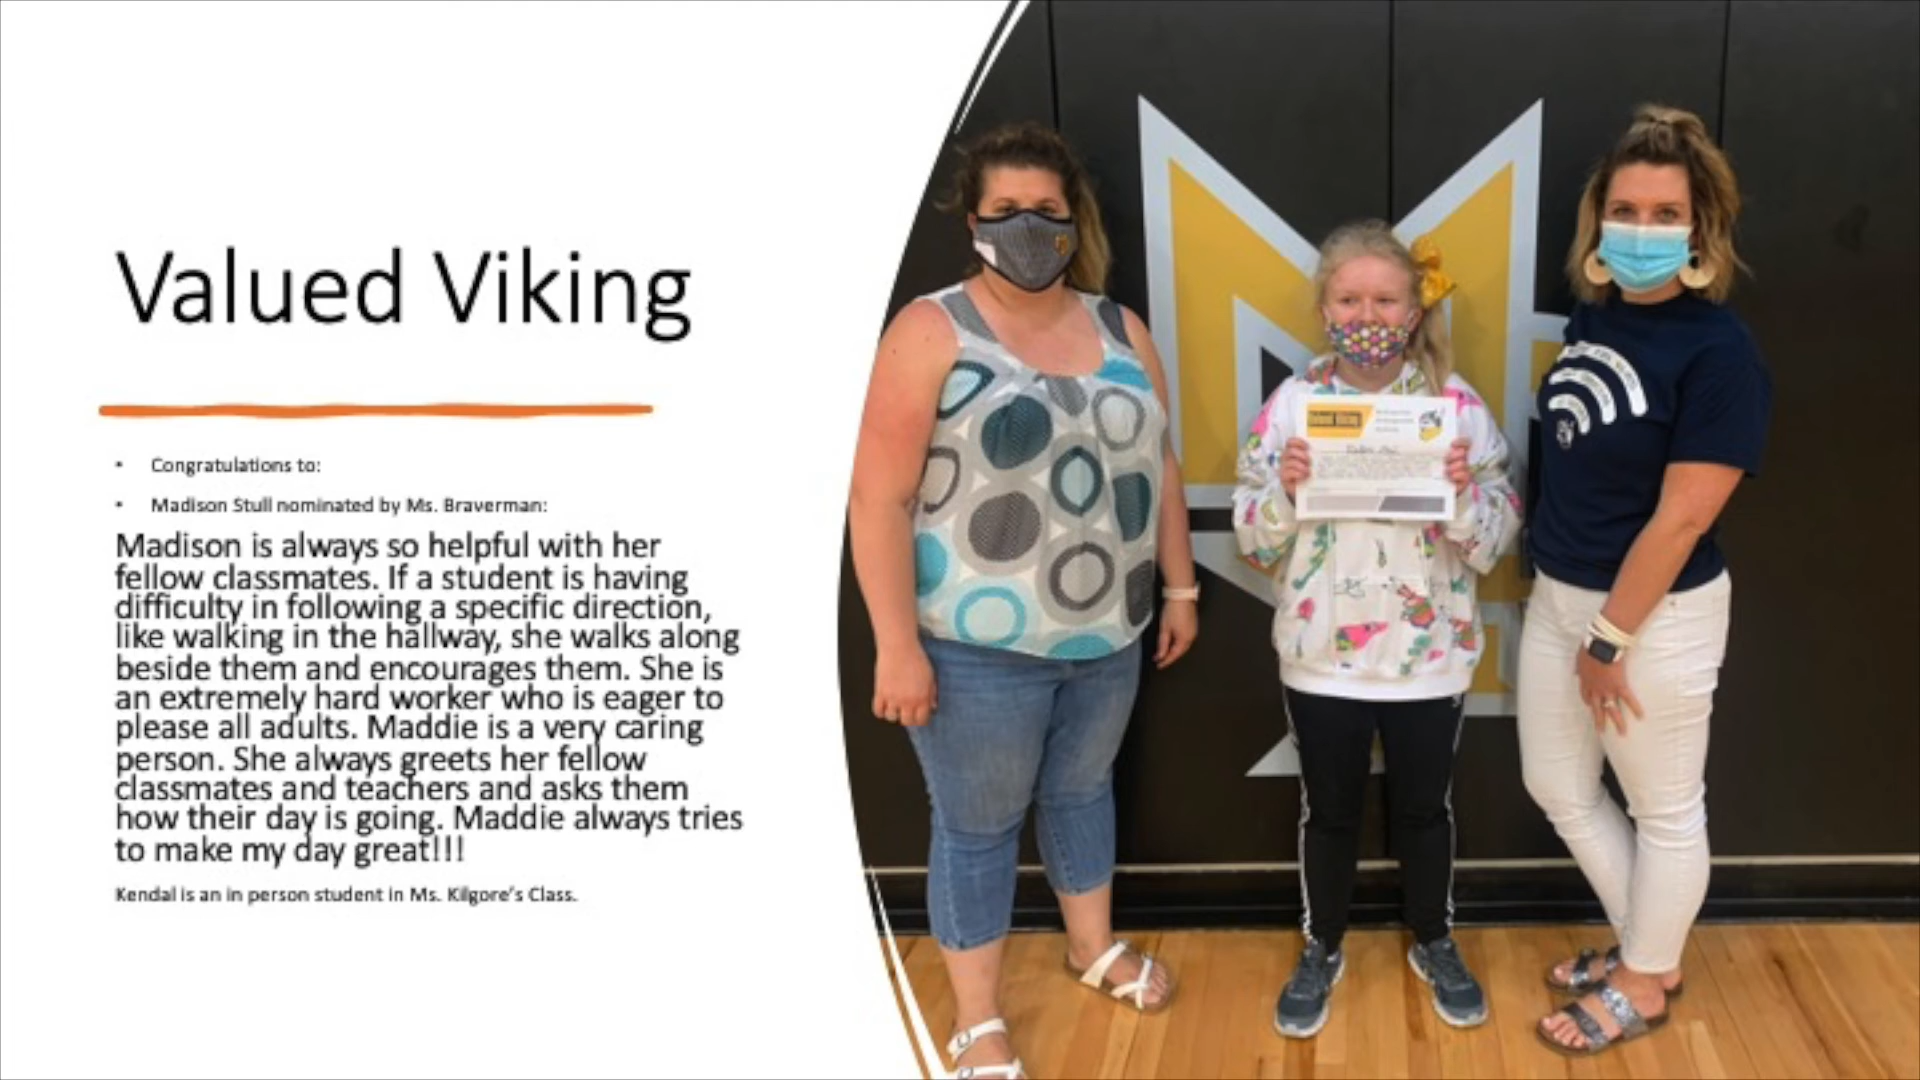 Valued Viking
• Congratulations to:
• Madison Stull nominated by Ms. Braverman:
Madison is always so helpful with her
fellow classmates. If a student is having
difficulty in following a specific direction,
like walking in the hallway, she walks along
beside them and encourages them. She is
an extremely hard worker who is eager to
please all adults. Maddie is a very caring
person. She always greets her fellow
classmates and teachers and asks them
how their day is going. Maddie always tries
to make my day great!!!
Kendal is an in person student in Ms. Kilgore's Class.
Valued Viking